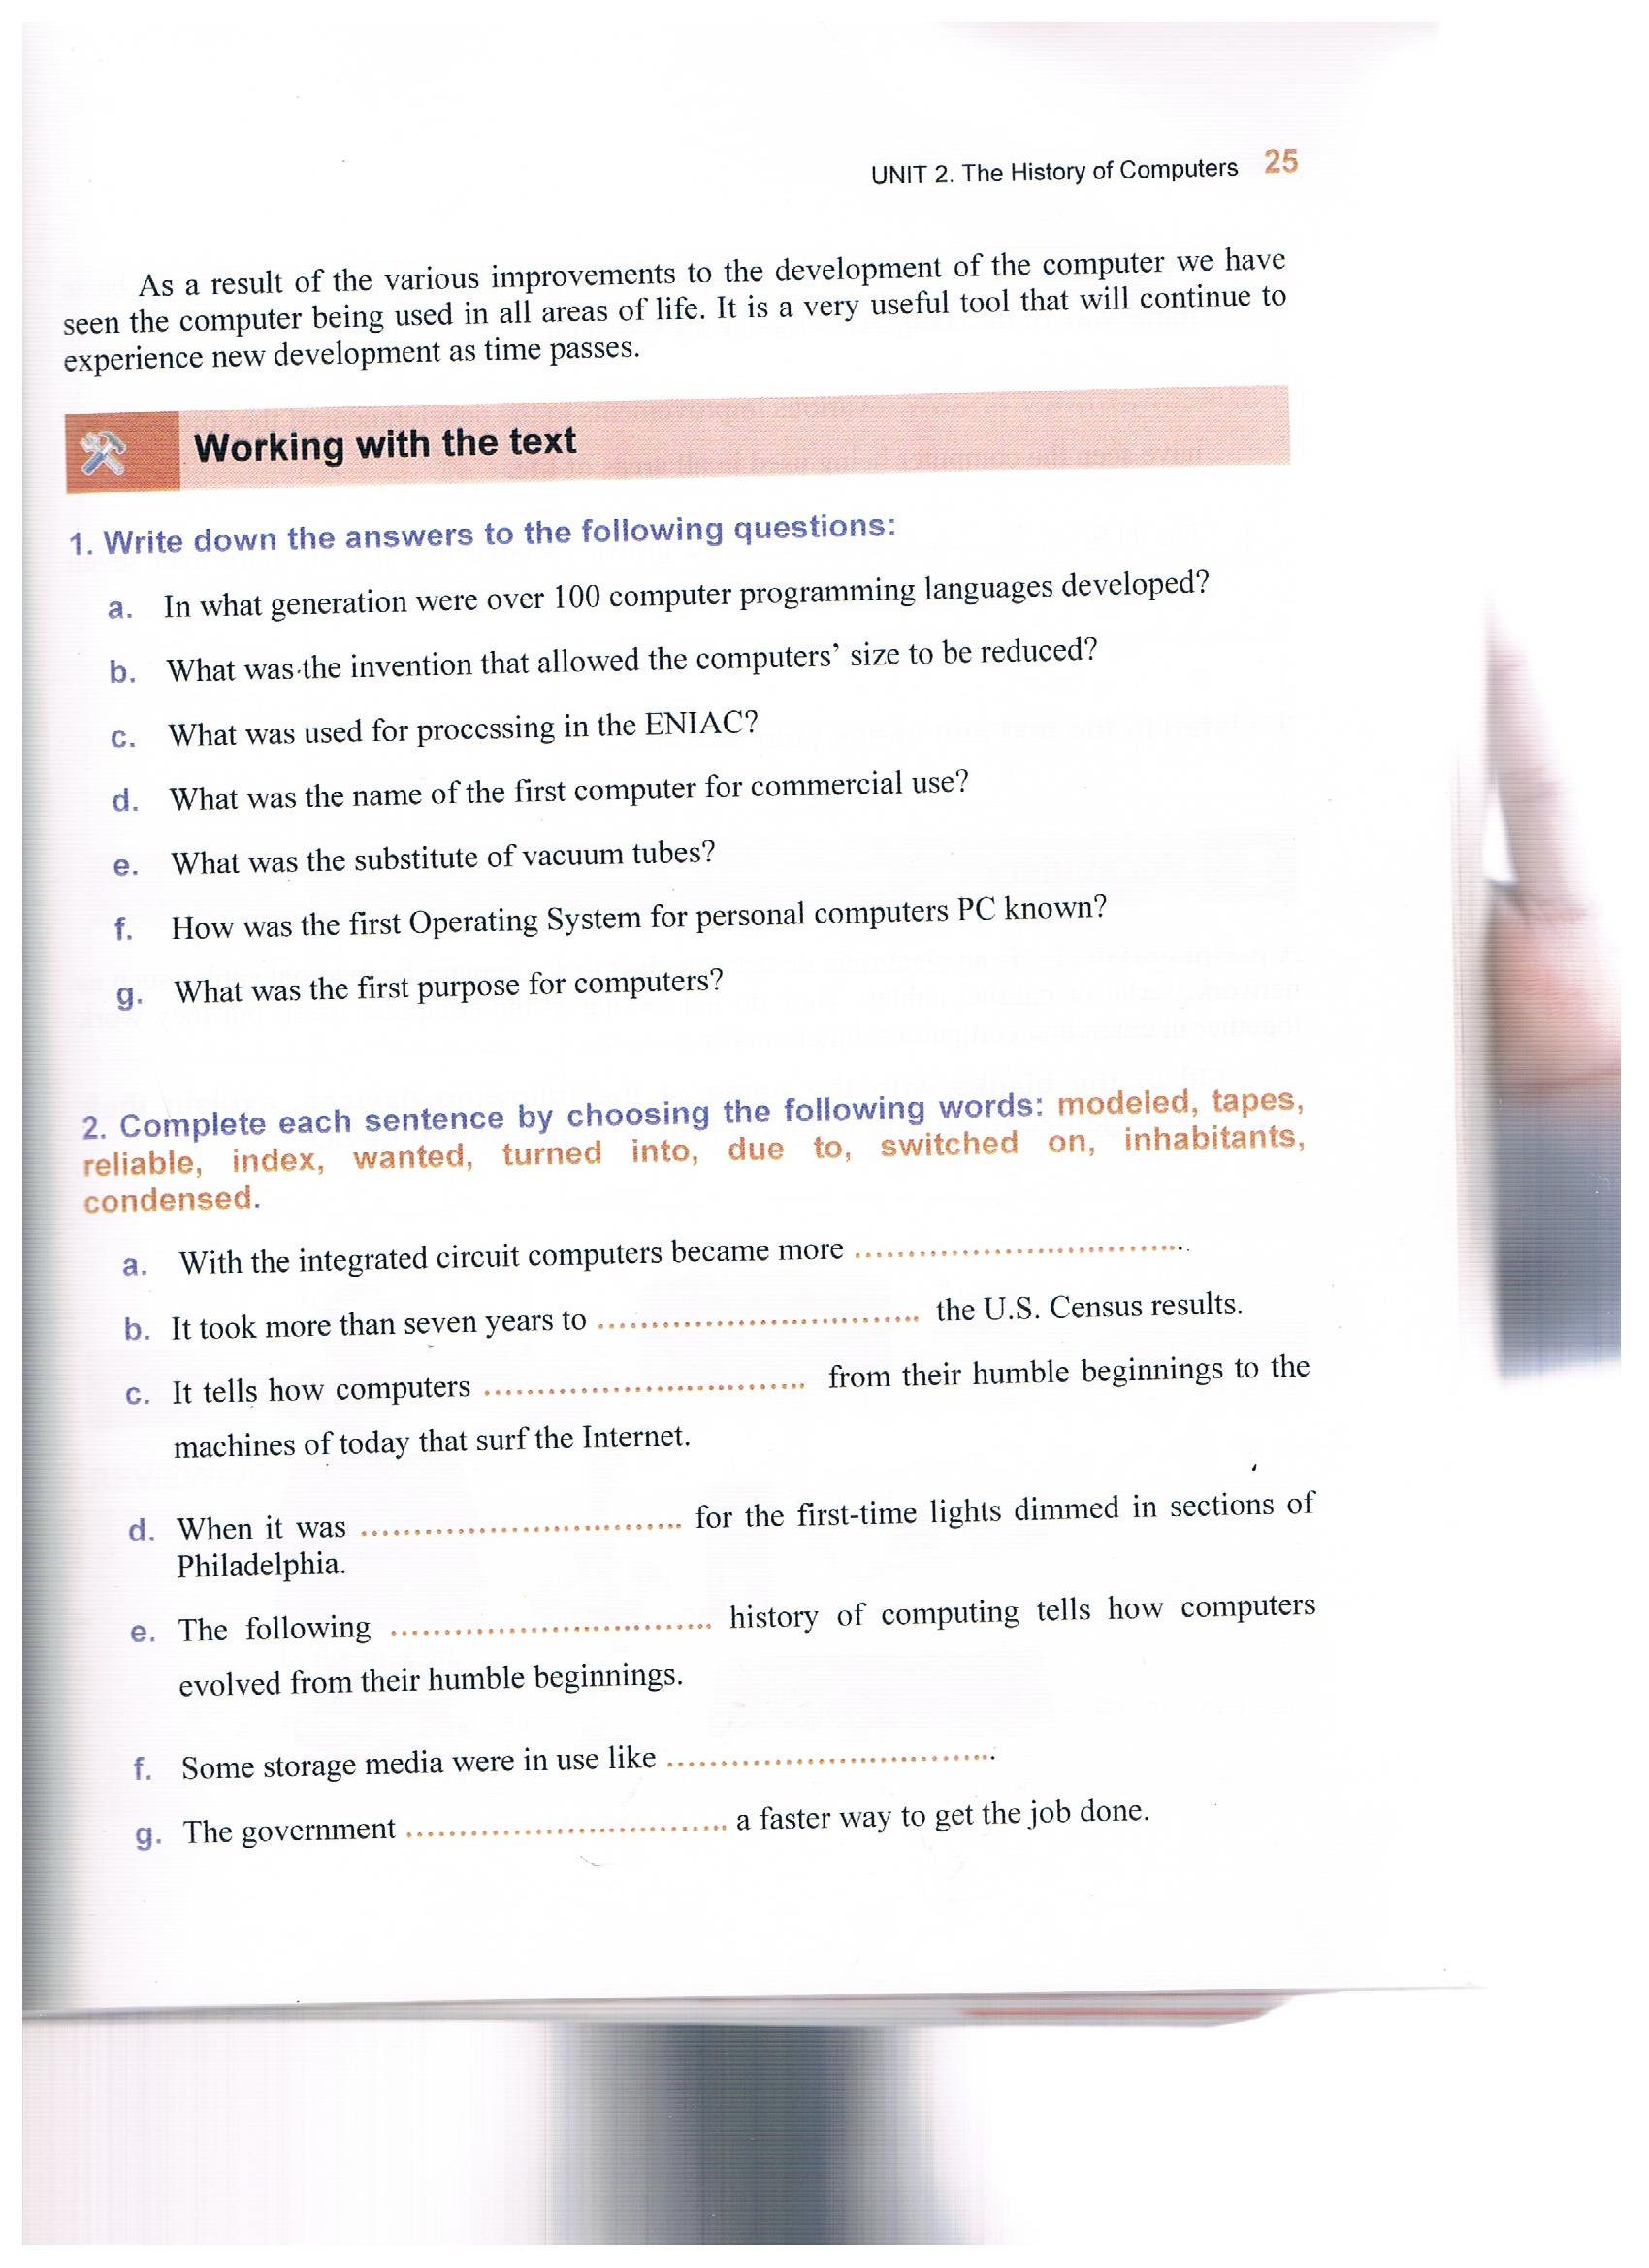 UNIT 2. The History of Computers 25
As a result of the various improvements to the development of the computer we have
seen the computer being used in all areas of life. It is a very useful tool that will continue to
experience new development as time passes.
Working with the text
1. Write down the answers to the following questions:
a. In what generation were over 100 computer programming languages developed?
b. What was the invention that allowed the computers' size to be reduced?
c. What was used for processing in the ENIAC?
d. What was the name of the first computer for commercial use?
e. What was the substitute of vacuum tubes?
f. How was the first Operating System for personal computers PC known?
g. What was the first purpose for computers?
2. Complete each sentence by choosing the following words: modeled, tapes,
reliable, index, wanted, turned into, due to, switched on, inhabitants,
condensed.
a. With the integrated circuit computers became more ................................
b. It took more than seven years to .............................. the U.S. Census results.
c. It tells how computers .............................. from their humble beginnings to the
machines of today that surf the Internet.
d. When it was .............................. for the first-time lights dimmed in sections of
Philadelphia.
e. The following .............................. history of computing tells how computers
evolved from their humble beginnings.
f. Some storage media were in use like ...............................
g. The government .............................. a faster way to get the job done.